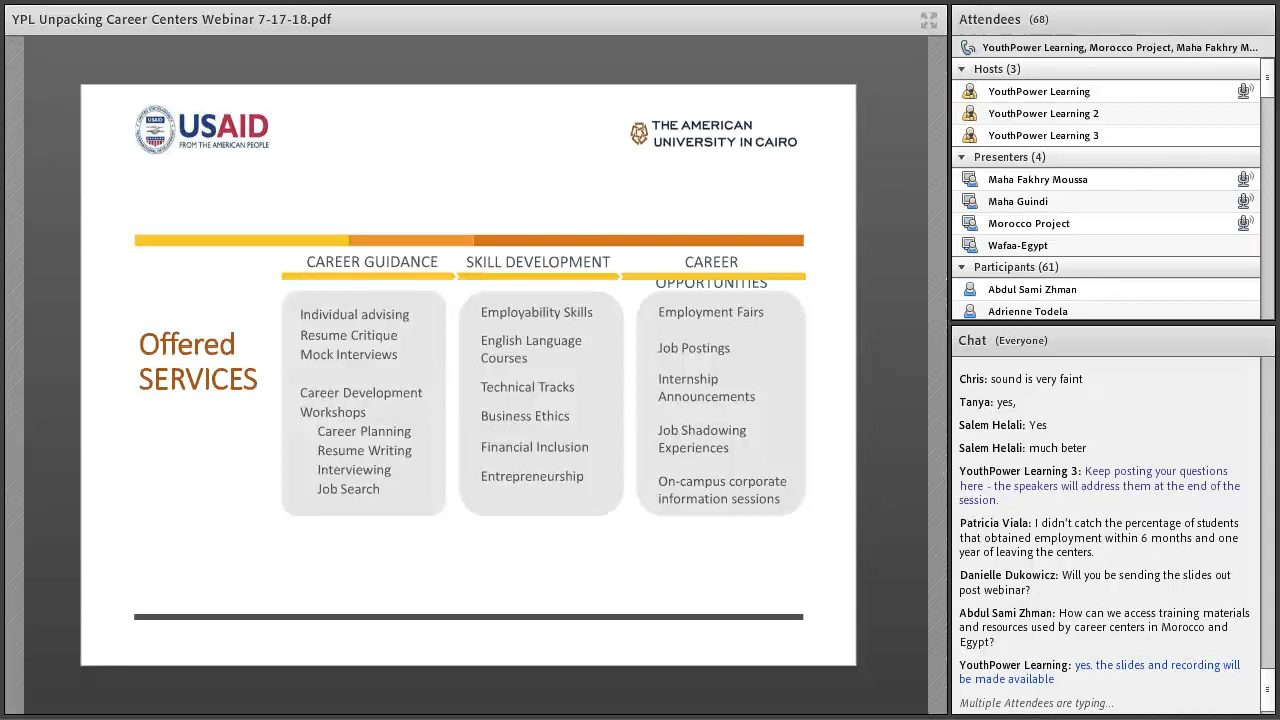 YPL Unpacking Career Centers Webinar 7-17-18.pdf
USAID
USAID
FROM THE AMERICAN PEOPLE
THE AMERICAN
UNIVERSITY IN CAIRO
Offered
SERVICES
CAREER GUIDANCE
Individual advising
Resume Critique
Mock Interviews
Career Development
Workshops
Career Planning
Resume Writing
Interviewing
Job Search
SKILL DEVELOPMENT
Employability Skills
English Language
Courses
Technical Tracks
Business Ethics
Financial Inclusion
Entrepreneurship
CAREER
OPPORTUNITIES
Employment Fairs
Job Postings
Internship
Announcements
Job Shadowing
Experiences
On-campus corporate
information sessions
Attendees (68)
YouthPower Learning, Morocco Project, Maha Fakhry M...
Hosts (3)
YouthPower Learning
YouthPower Learning 2
YouthPower Learning 3
Presenters (4)
Maha Fakhry Moussa
Maha Guindi
Morocco Project
Wafaa-Egypt
Participants (61)
Abdul Sami Zhman
Adrienne Todela
Chat (Everyone)
Chris: sound is very faint
Tanya: yes,
Salem Helali: Yes
Salem Helali: much beter
YouthPower Learning 3: Keep posting your questions
here - the speakers will address them at the end of the
session.
Patricia Viala: I didn't catch the percentage of students
that obtained employment within 6 months and one
year of leaving the centers.
Danielle Dukowicz: Will you be sending the slides out
post webinar?
Abdul Sami Zhman: How can we access training materials
and resources used by career centers in Morocco and
Egypt?
YouthPower Learning: yes. the slides and recording will
be made available
Multiple Attendees are typing...